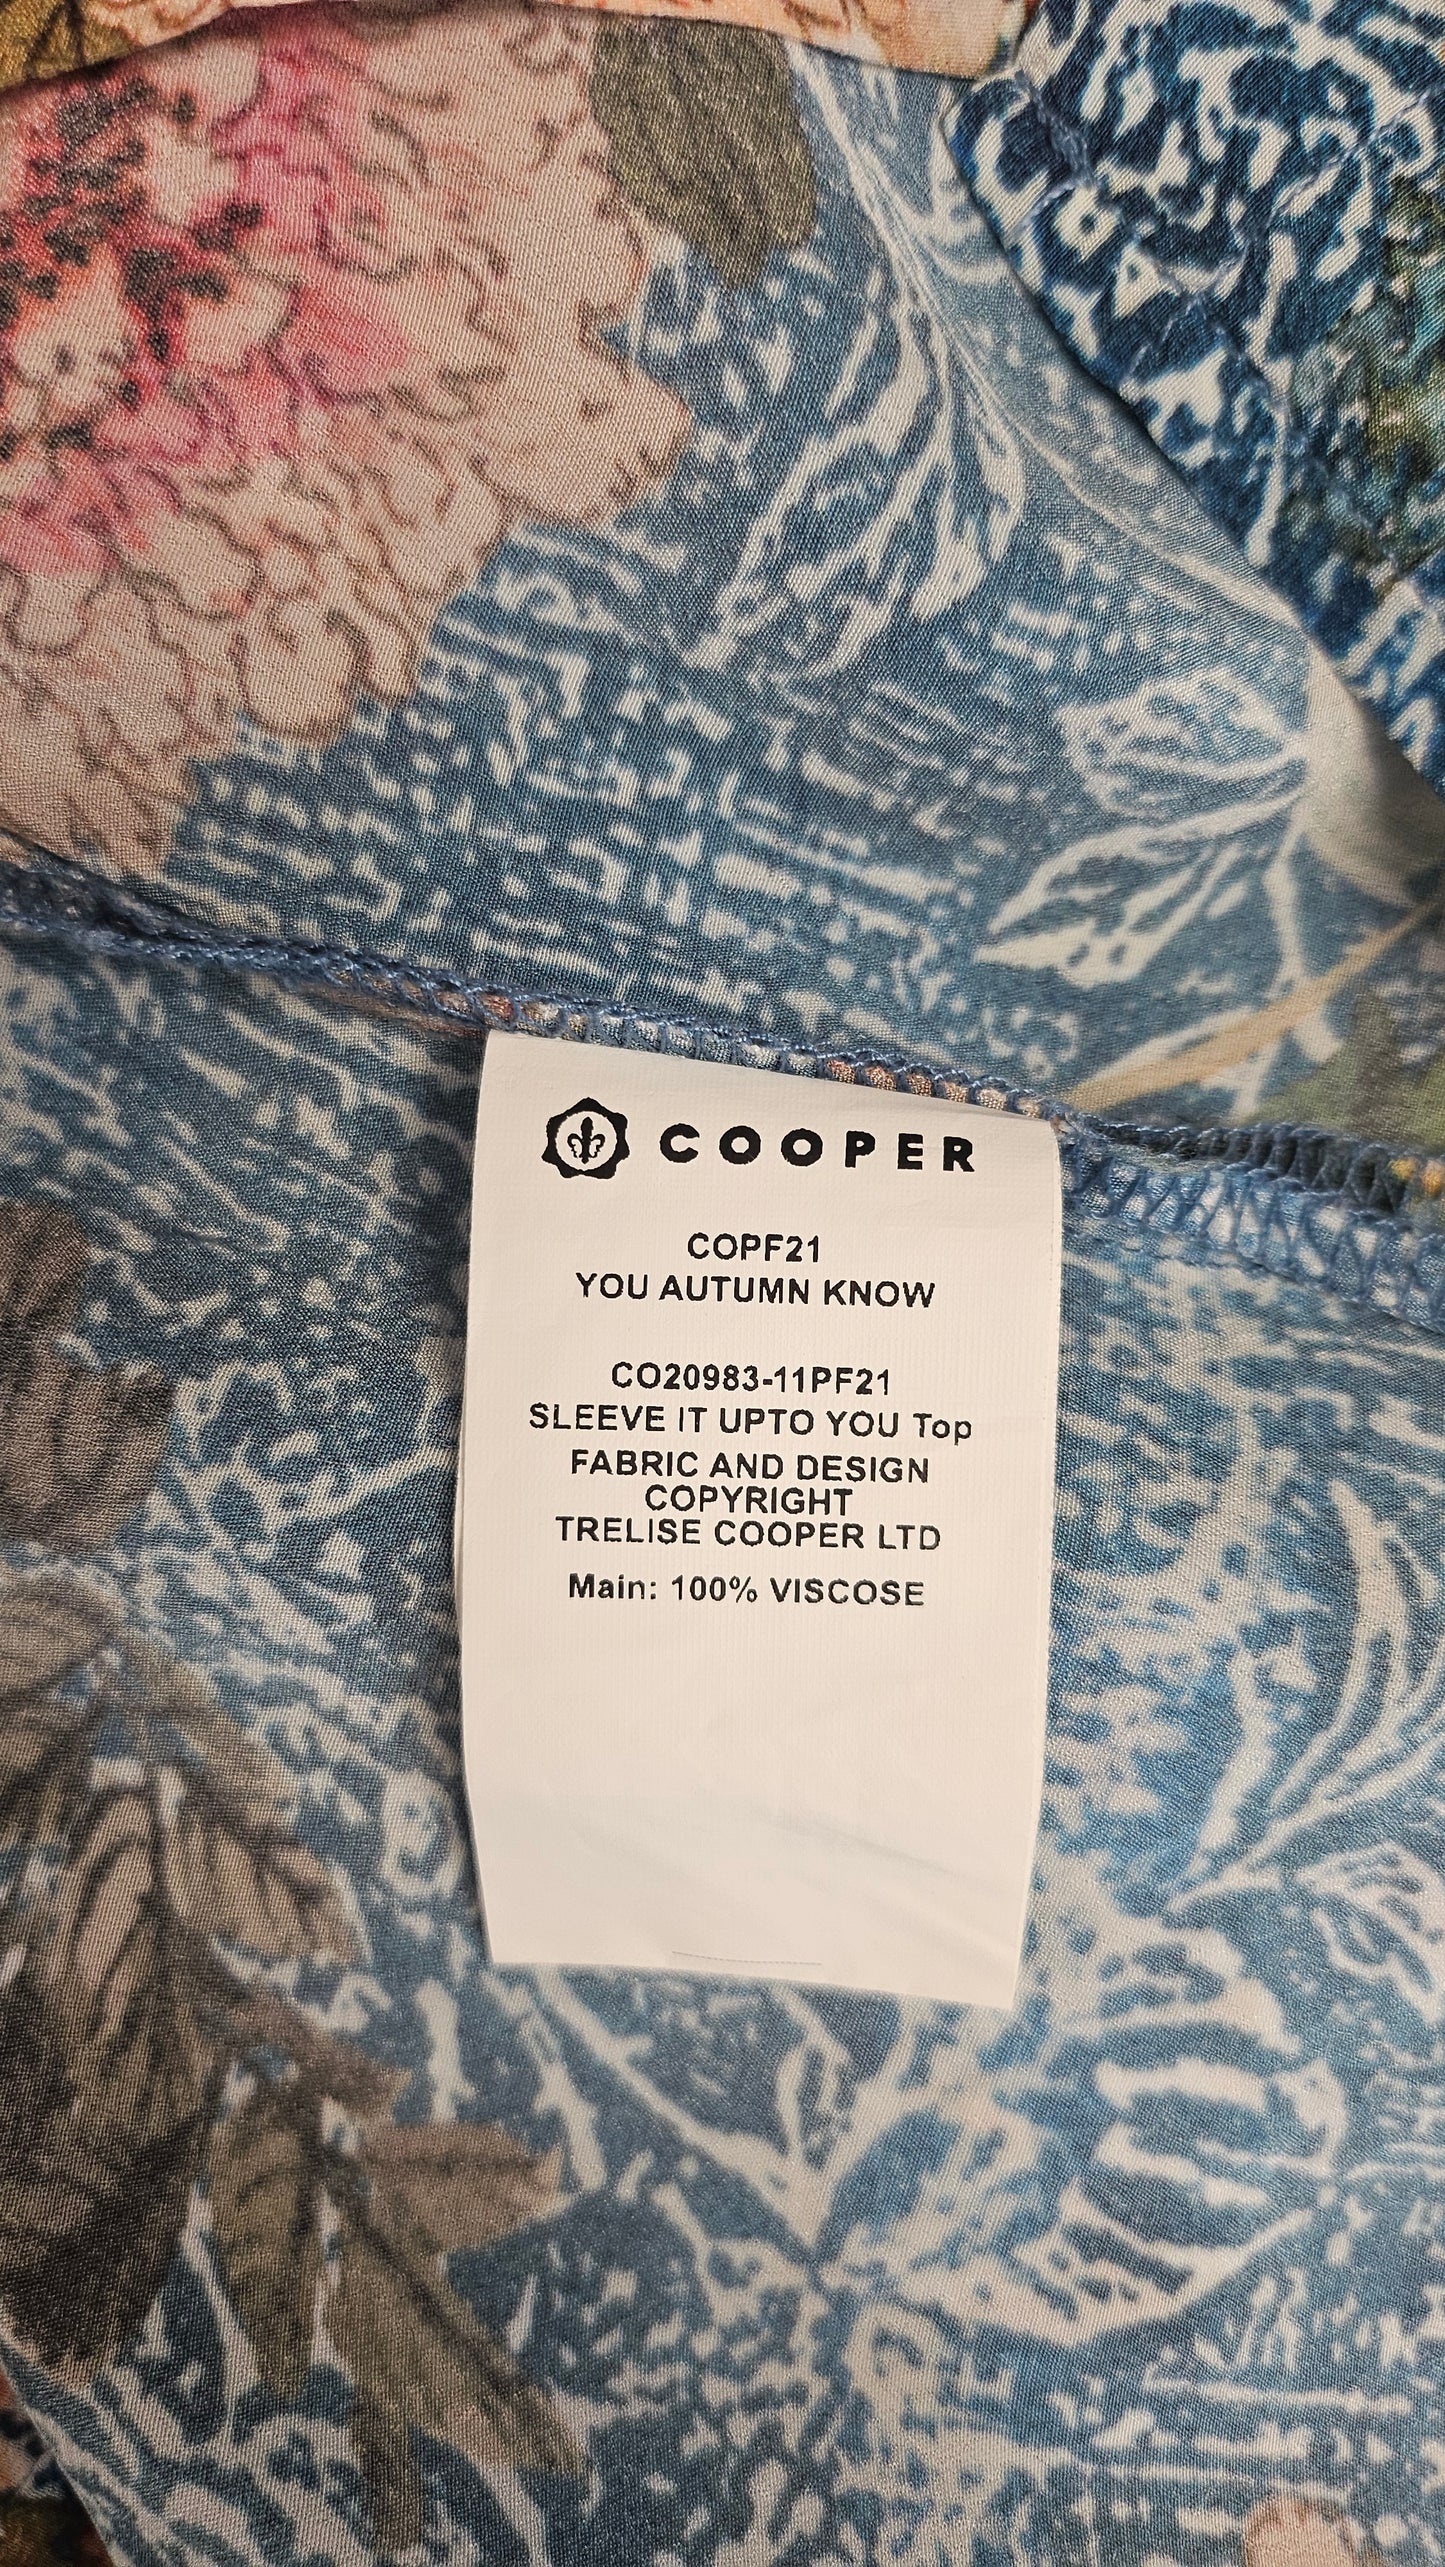 COOPER
COPF21
YOU AUTUMN KNOW
CO20983-11PF21
SLEEVE IT UPTO YOU Top
FABRIC AND DESIGN
COPYRIGHT
TRELISE COOPER LTD
Main: 100% VISCOSE